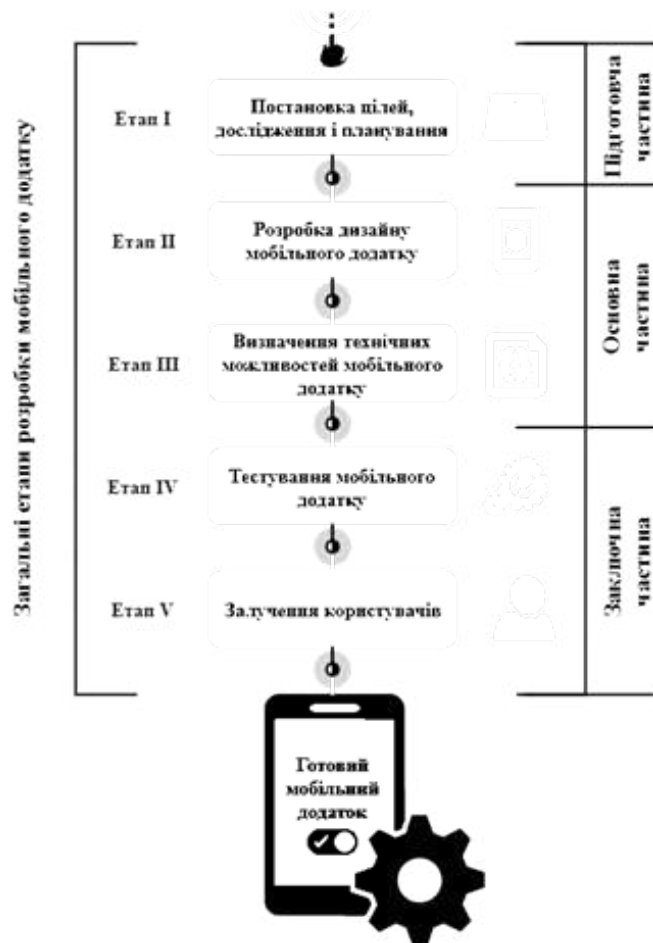 Загальні етапи розробки мобільного додатку
Етап I
Постановка цілей,
дослідження і планування
Підготовча
частина
Етап II
Розробка дизайну
мобільного додатку
Етап III
Визначення технічних
можливостей мобільного
додатку
Основна
частина
Етап IV
Тестування мобільного
додатку
Етап V
Залучення користувачів
Заключна
частина
Готовий
мобільний
додаток